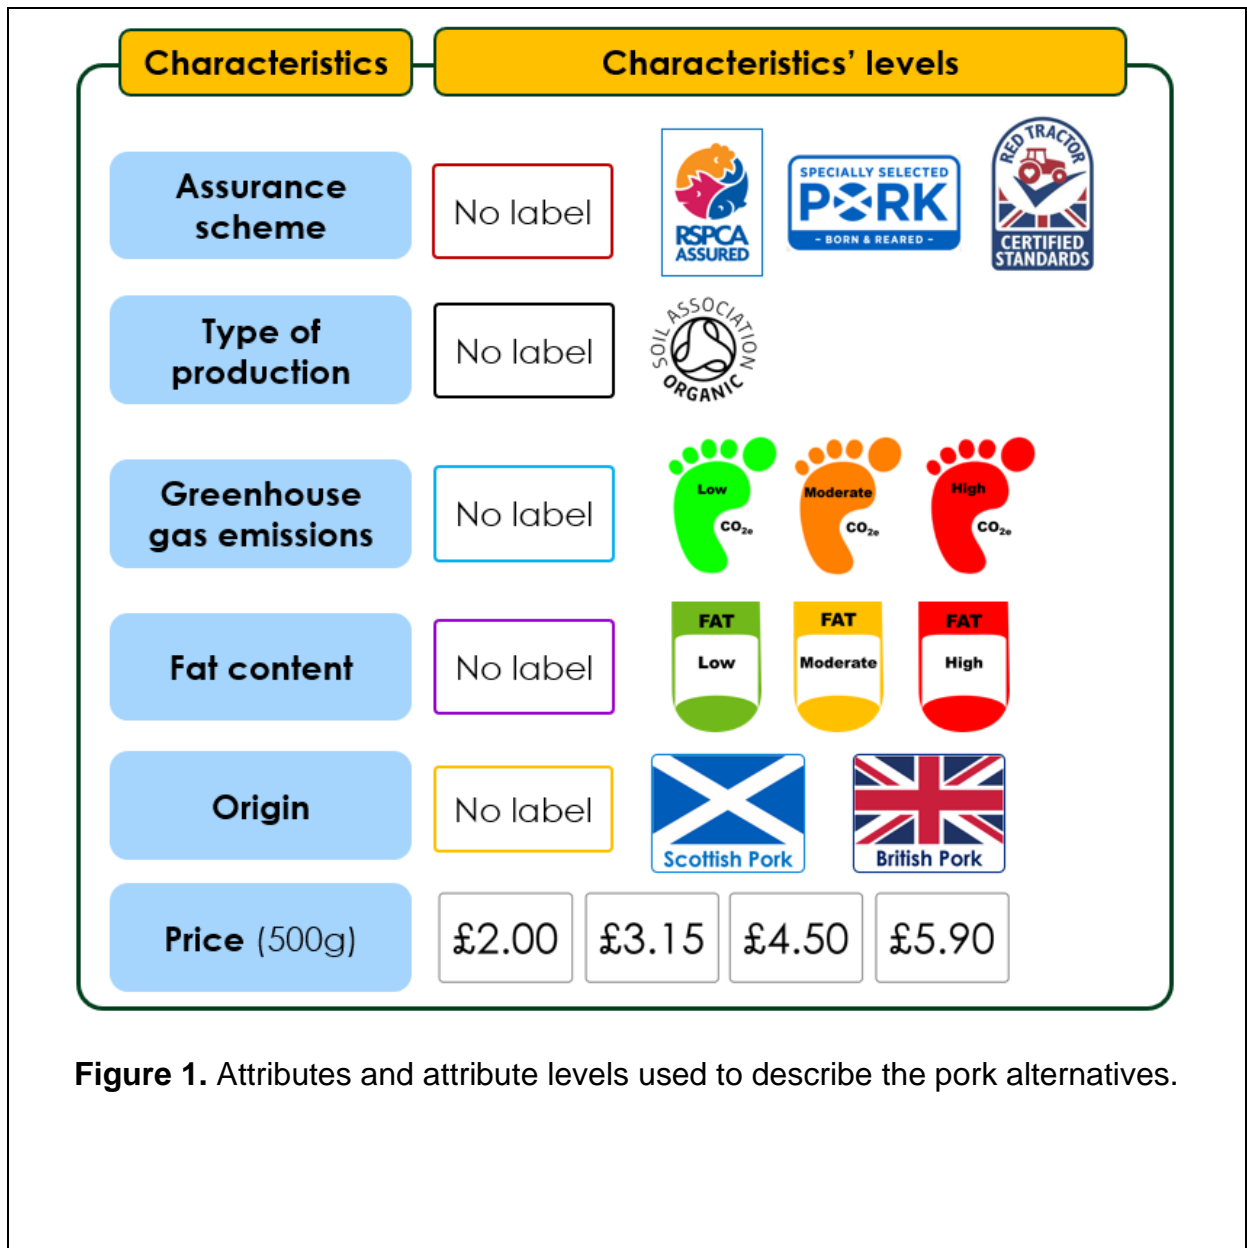 Characteristics
Characteristics’ levels
Assurance
scheme
No label
RSPCA
ASSURED
SPECIALLY SELECTED
PORK
- BORN & REARED -
RED TRACTOR
CERTIFIED
STANDARDS
Type of
production
No label
SOIL ASSOCIATION
ORGANIC
Greenhouse
gas emissions
No label
Low
CO2e
Moderate
CO2e
High
CO2e
Fat content
No label
FAT
Low
FAT
Moderate
FAT
High
Origin
No label
Scottish Pork
British Pork
Price (500g)
£2.00
£3.15
£4.50
£5.90
Figure 1. Attributes and attribute levels used to describe the pork alternatives.